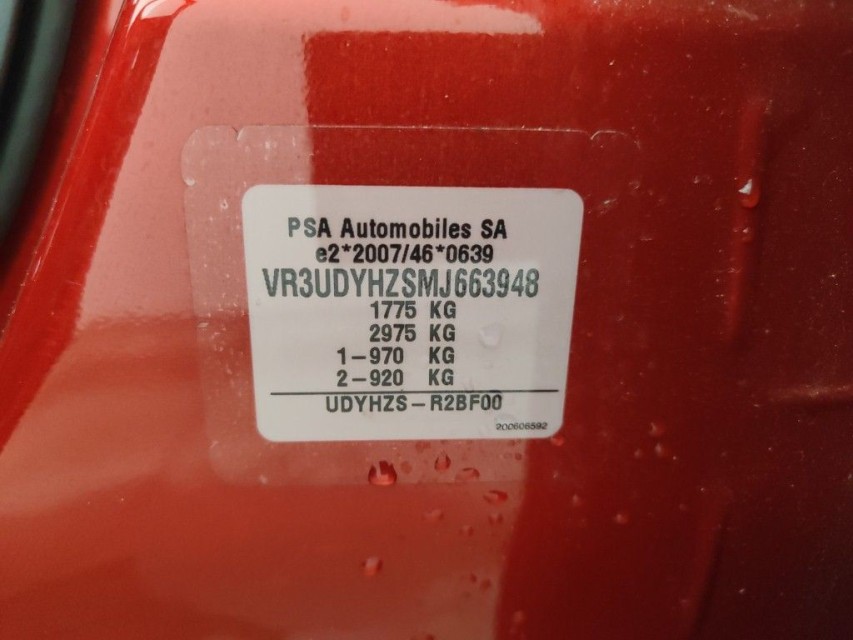 PSA Automobiles SA
e2*2007/46*0639
VR3UDYHZSMJ663948
1775 KG
2975 KG
1-970 KG
2-920 KG
UDYHZS-R2BF00
200606592